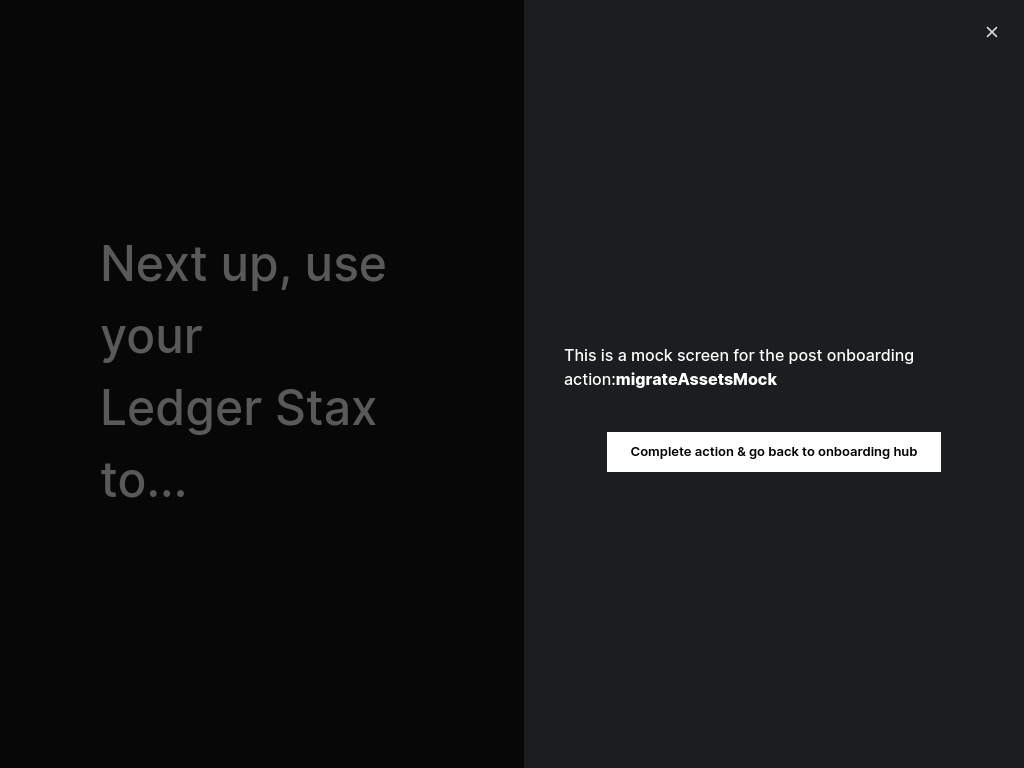 Next up, use
your
Ledger Stax
to...
This is a mock screen for the post onboarding
action:migrateAssetsMock
Complete action & go back to onboarding hub